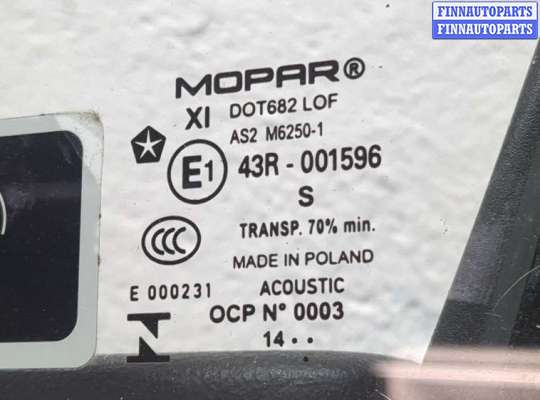 FINNAUTOPARTS
FINNAUTOPARTS
MOPAR®
XI DOT682 LOF
AS2 M6250-1
E1 43R - 001596
S
CCC
TRANSP. 70% min.
MADE IN POLAND
E 000231 ACOUSTIC
OCP N° 0003
14 • •